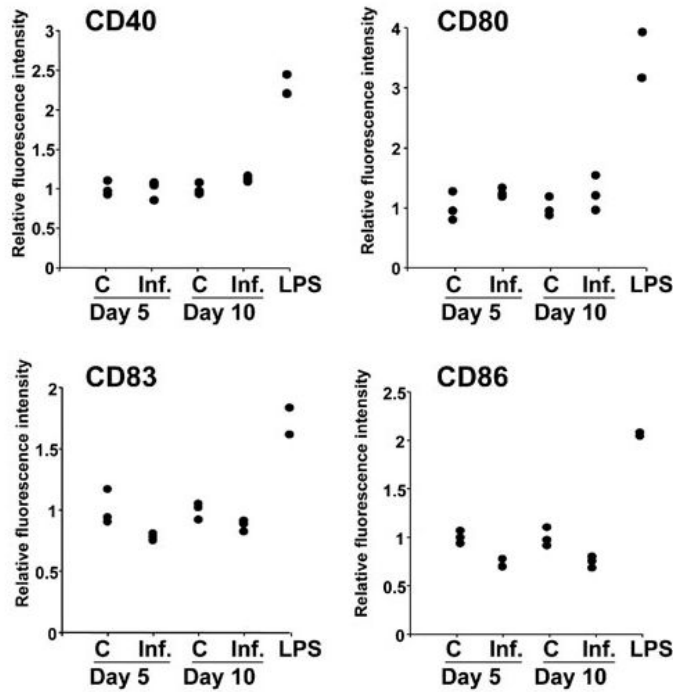 CD40
Relative fluorescence intensity
3
2.5
2
1.5
1
0.5
0
C Inf. C Inf. LPS
Day 5 Day 10
CD80
Relative fluorescence intensity
4
3
2
1
0
C Inf. C Inf. LPS
Day 5 Day 10
CD83
Relative fluorescence intensity
2
1.5
1
0.5
0
C Inf. C Inf. LPS
Day 5 Day 10
CD86
Relative fluorescence intensity
2.5
2
1.5
1
0.5
0
C Inf. C Inf. LPS
Day 5 Day 10